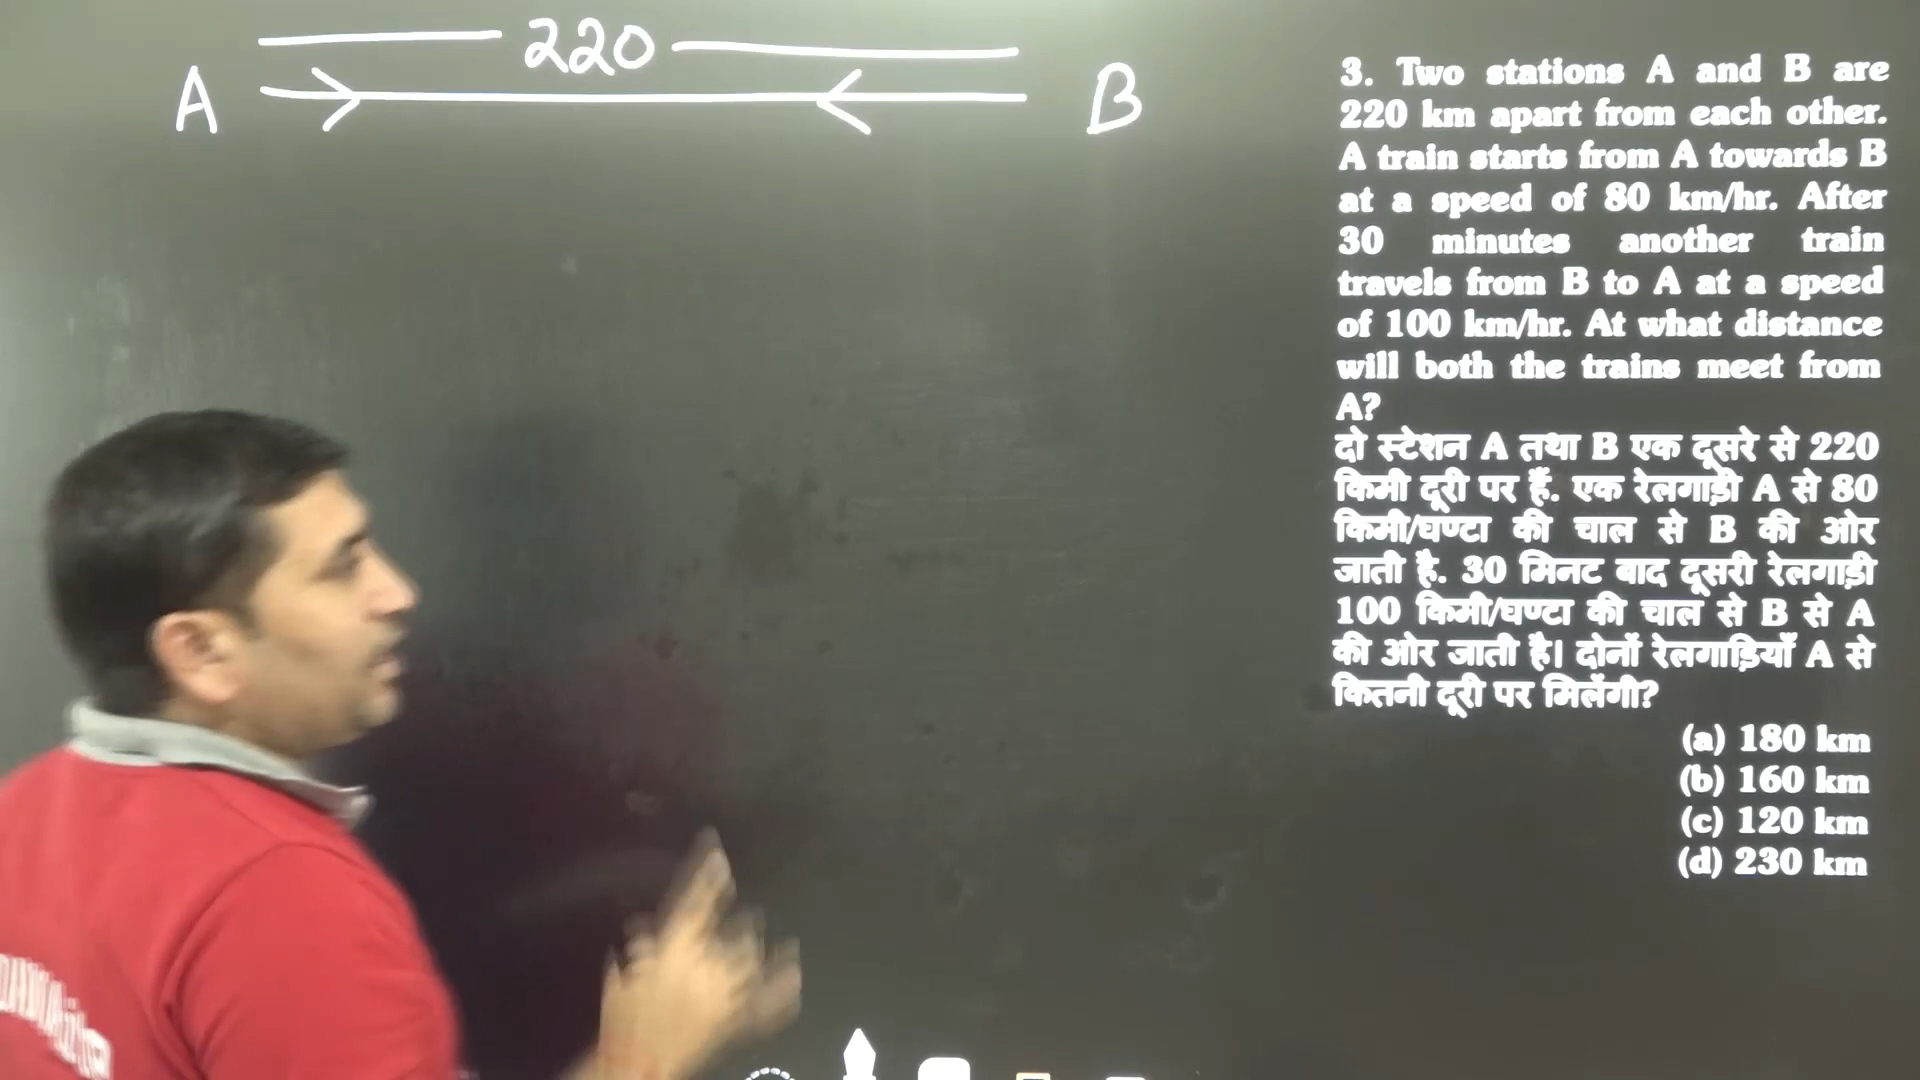 220
A B
3. Two stations A and B are
220 km apart from each other.
A train starts from A towards B
at a speed of 80 km/hr. After
30 minutes another train
travels from B to A at a speed
of 100 km/hr. At what distance
will both the trains meet from
A?
दो स्टेशन A तथा B एक दूसरे से 220
किमी दूरी पर हैं. एक रेलगाड़ी A से 80
किमी/घण्टा की चाल से B की ओर
जाती है. 30 मिनट बाद दूसरी रेलगाड़ी
100 किमी/घण्टा की चाल से B से A
की ओर जाती है। दोनों रेलगाड़ियाँ A से
कितनी दूरी पर मिलेंगी?
(a) 180 km
(b) 160 km
(c) 120 km
(d) 230 km